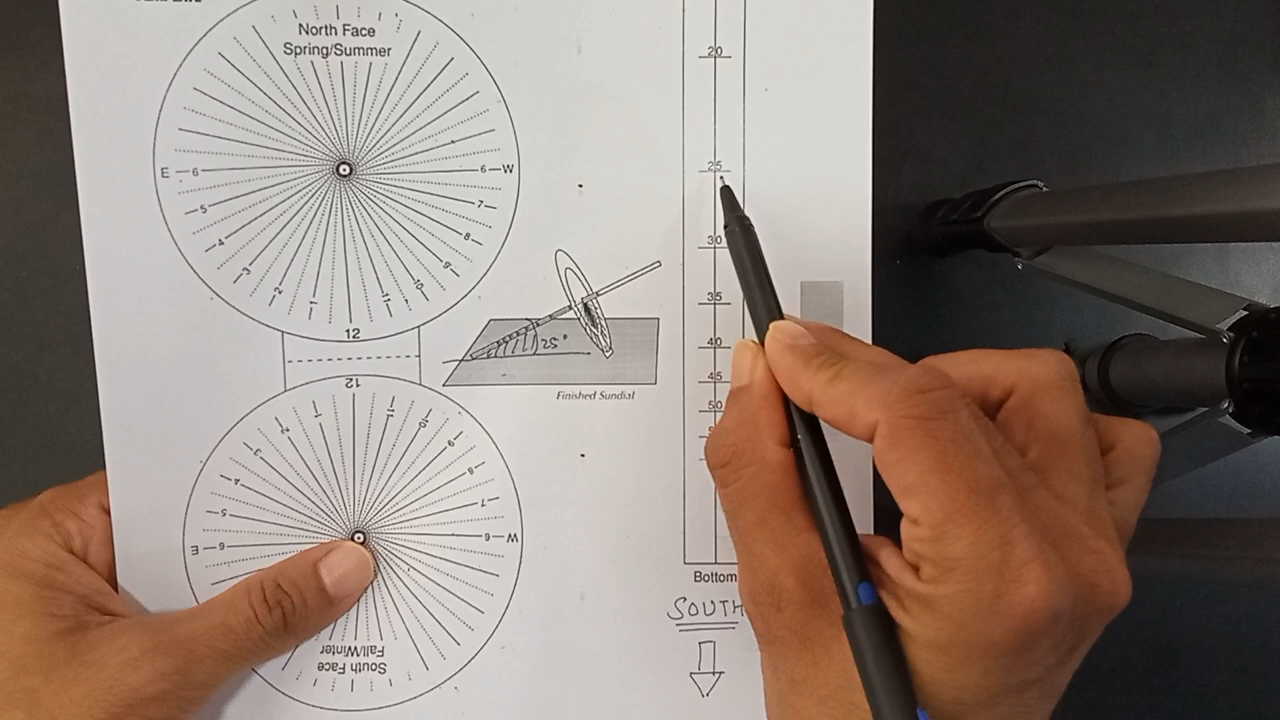 North Face
Spring/Summer
E 6
6 W
5
4
3
2
1
12
11
10
9
8
7
12
1
2
3
4
5
E 6
11
10
9
8
7
6 W
South Face
Fall/Winter
25°
Finished Sundial
20
25
30
35
40
45
50
Bottom
SOUTH